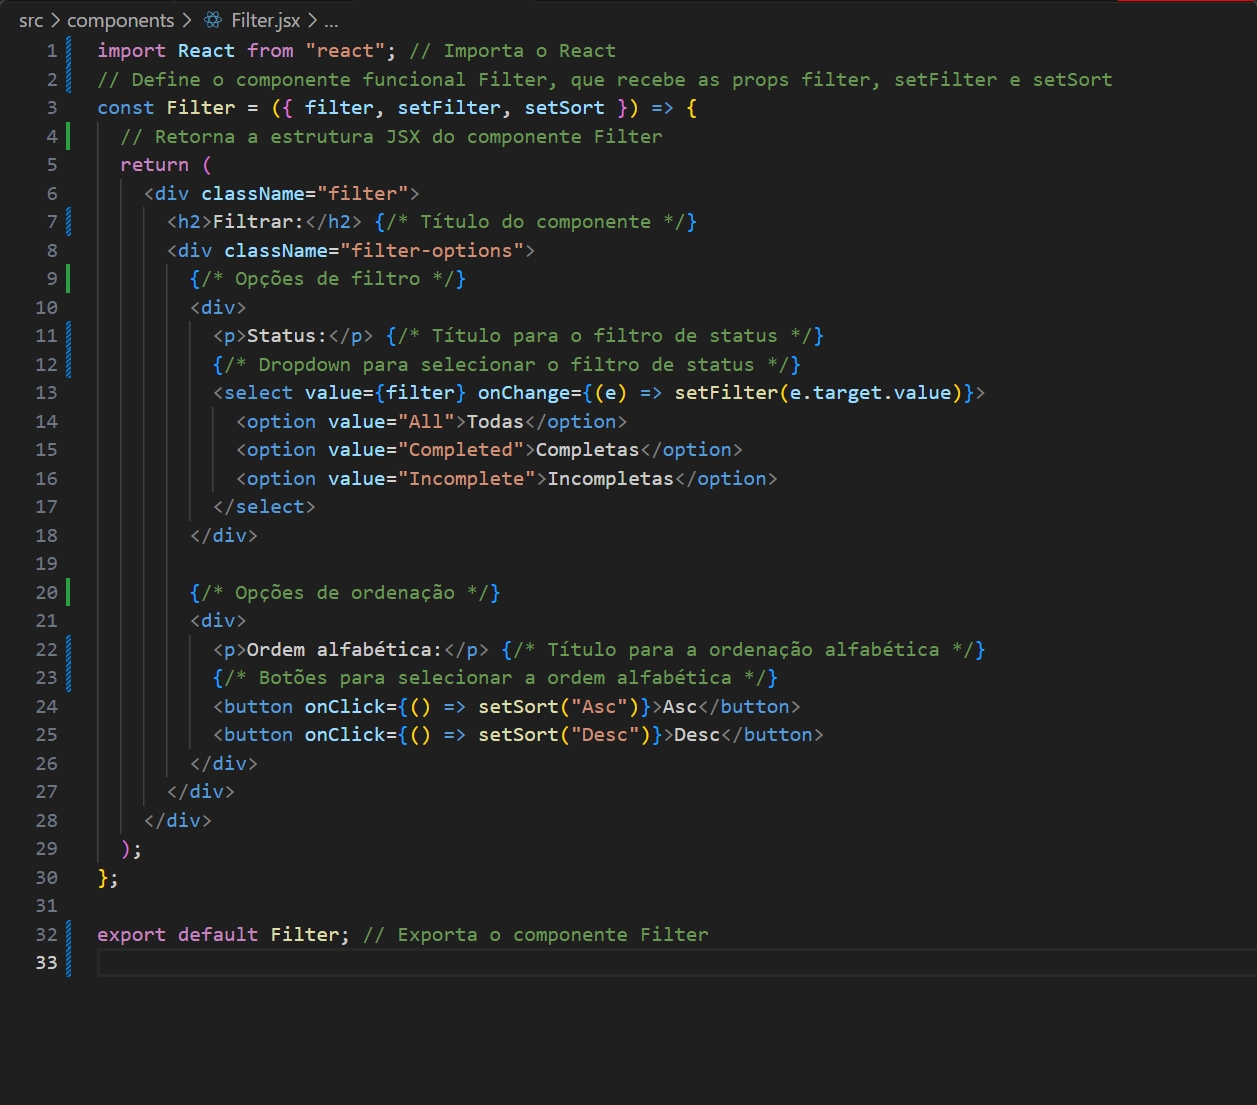 src > components > Filter.jsx > ...
1 import React from "react"; // Importa o React
2 // Define o componente funcional Filter, que recebe as props filter, setFilter e setSort
3 const Filter = ({ filter, setFilter, setSort }) => {
4   // Retorna a estrutura JSX do componente Filter
5   return (
6     <div className="filter">
7       <h2>Filtrar:</h2> {/* Título do componente */}
8       <div className="filter-options">
9         {/* Opções de filtro */}
10         <div>
11           <p>Status:</p> {/* Título para o filtro de status */}
12           {/* Dropdown para selecionar o filtro de status */}
13           <select value={filter} onChange={(e) => setFilter(e.target.value)}>
14             <option value="All">Todas</option>
15             <option value="Completed">Completas</option>
16             <option value="Incomplete">Incompletas</option>
17           </select>
18         </div>
19
20         {/* Opções de ordenação */}
21         <div>
22           <p>Ordem alfabética:</p> {/* Título para a ordenação alfabética */}
23           {/* Botões para selecionar a ordem alfabética */}
24           <button onClick={() => setSort("Asc")}>Asc</button>
25           <button onClick={() => setSort("Desc")}>Desc</button>
26         </div>
27       </div>
28     </div>
29   );
30 };
31
32 export default Filter; // Exporta o componente Filter
33